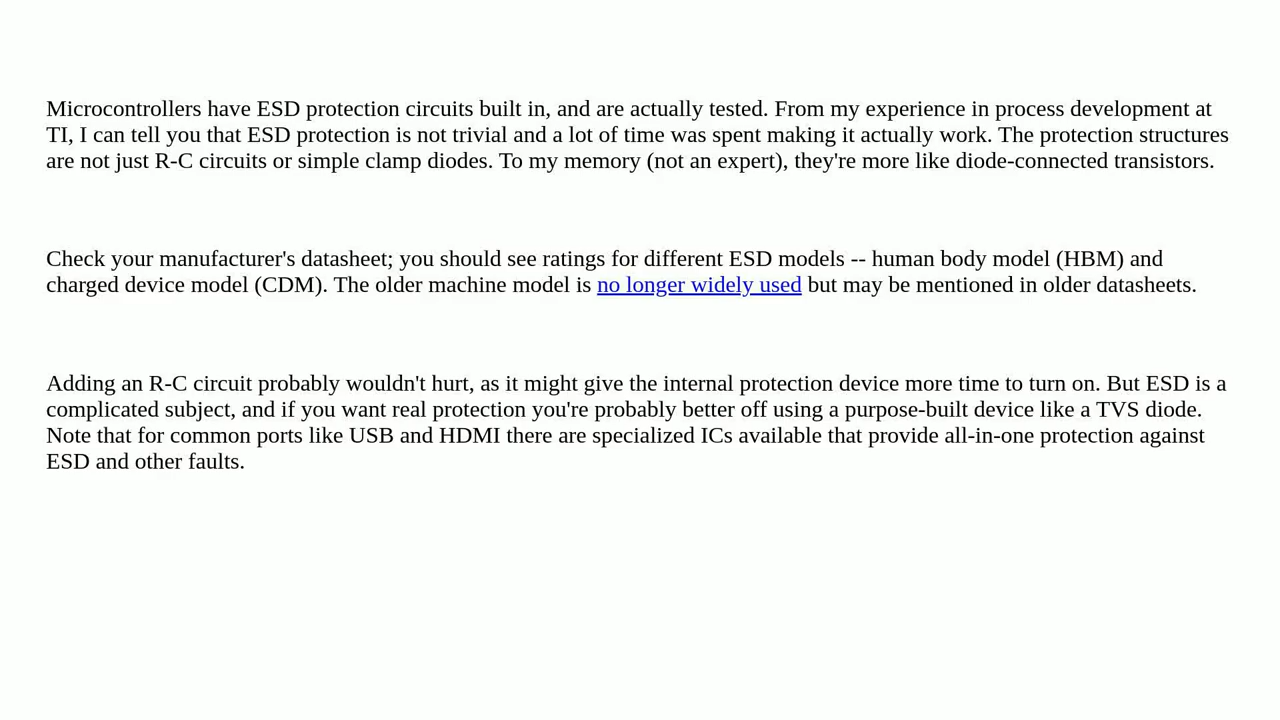 Microcontrollers have ESD protection circuits built in, and are actually tested. From my experience in process development at
TI, I can tell you that ESD protection is not trivial and a lot of time was spent making it actually work. The protection structures
are not just R-C circuits or simple clamp diodes. To my memory (not an expert), they're more like diode-connected transistors.
Check your manufacturer's datasheet; you should see ratings for different ESD models -- human body model (HBM) and
charged device model (CDM). The older machine model is no longer widely used but may be mentioned in older datasheets.
Adding an R-C circuit probably wouldn't hurt, as it might give the internal protection device more time to turn on. But ESD is a
complicated subject, and if you want real protection you're probably better off using a purpose-built device like a TVS diode.
Note that for common ports like USB and HDMI there are specialized ICs available that provide all-in-one protection against
ESD and other faults.